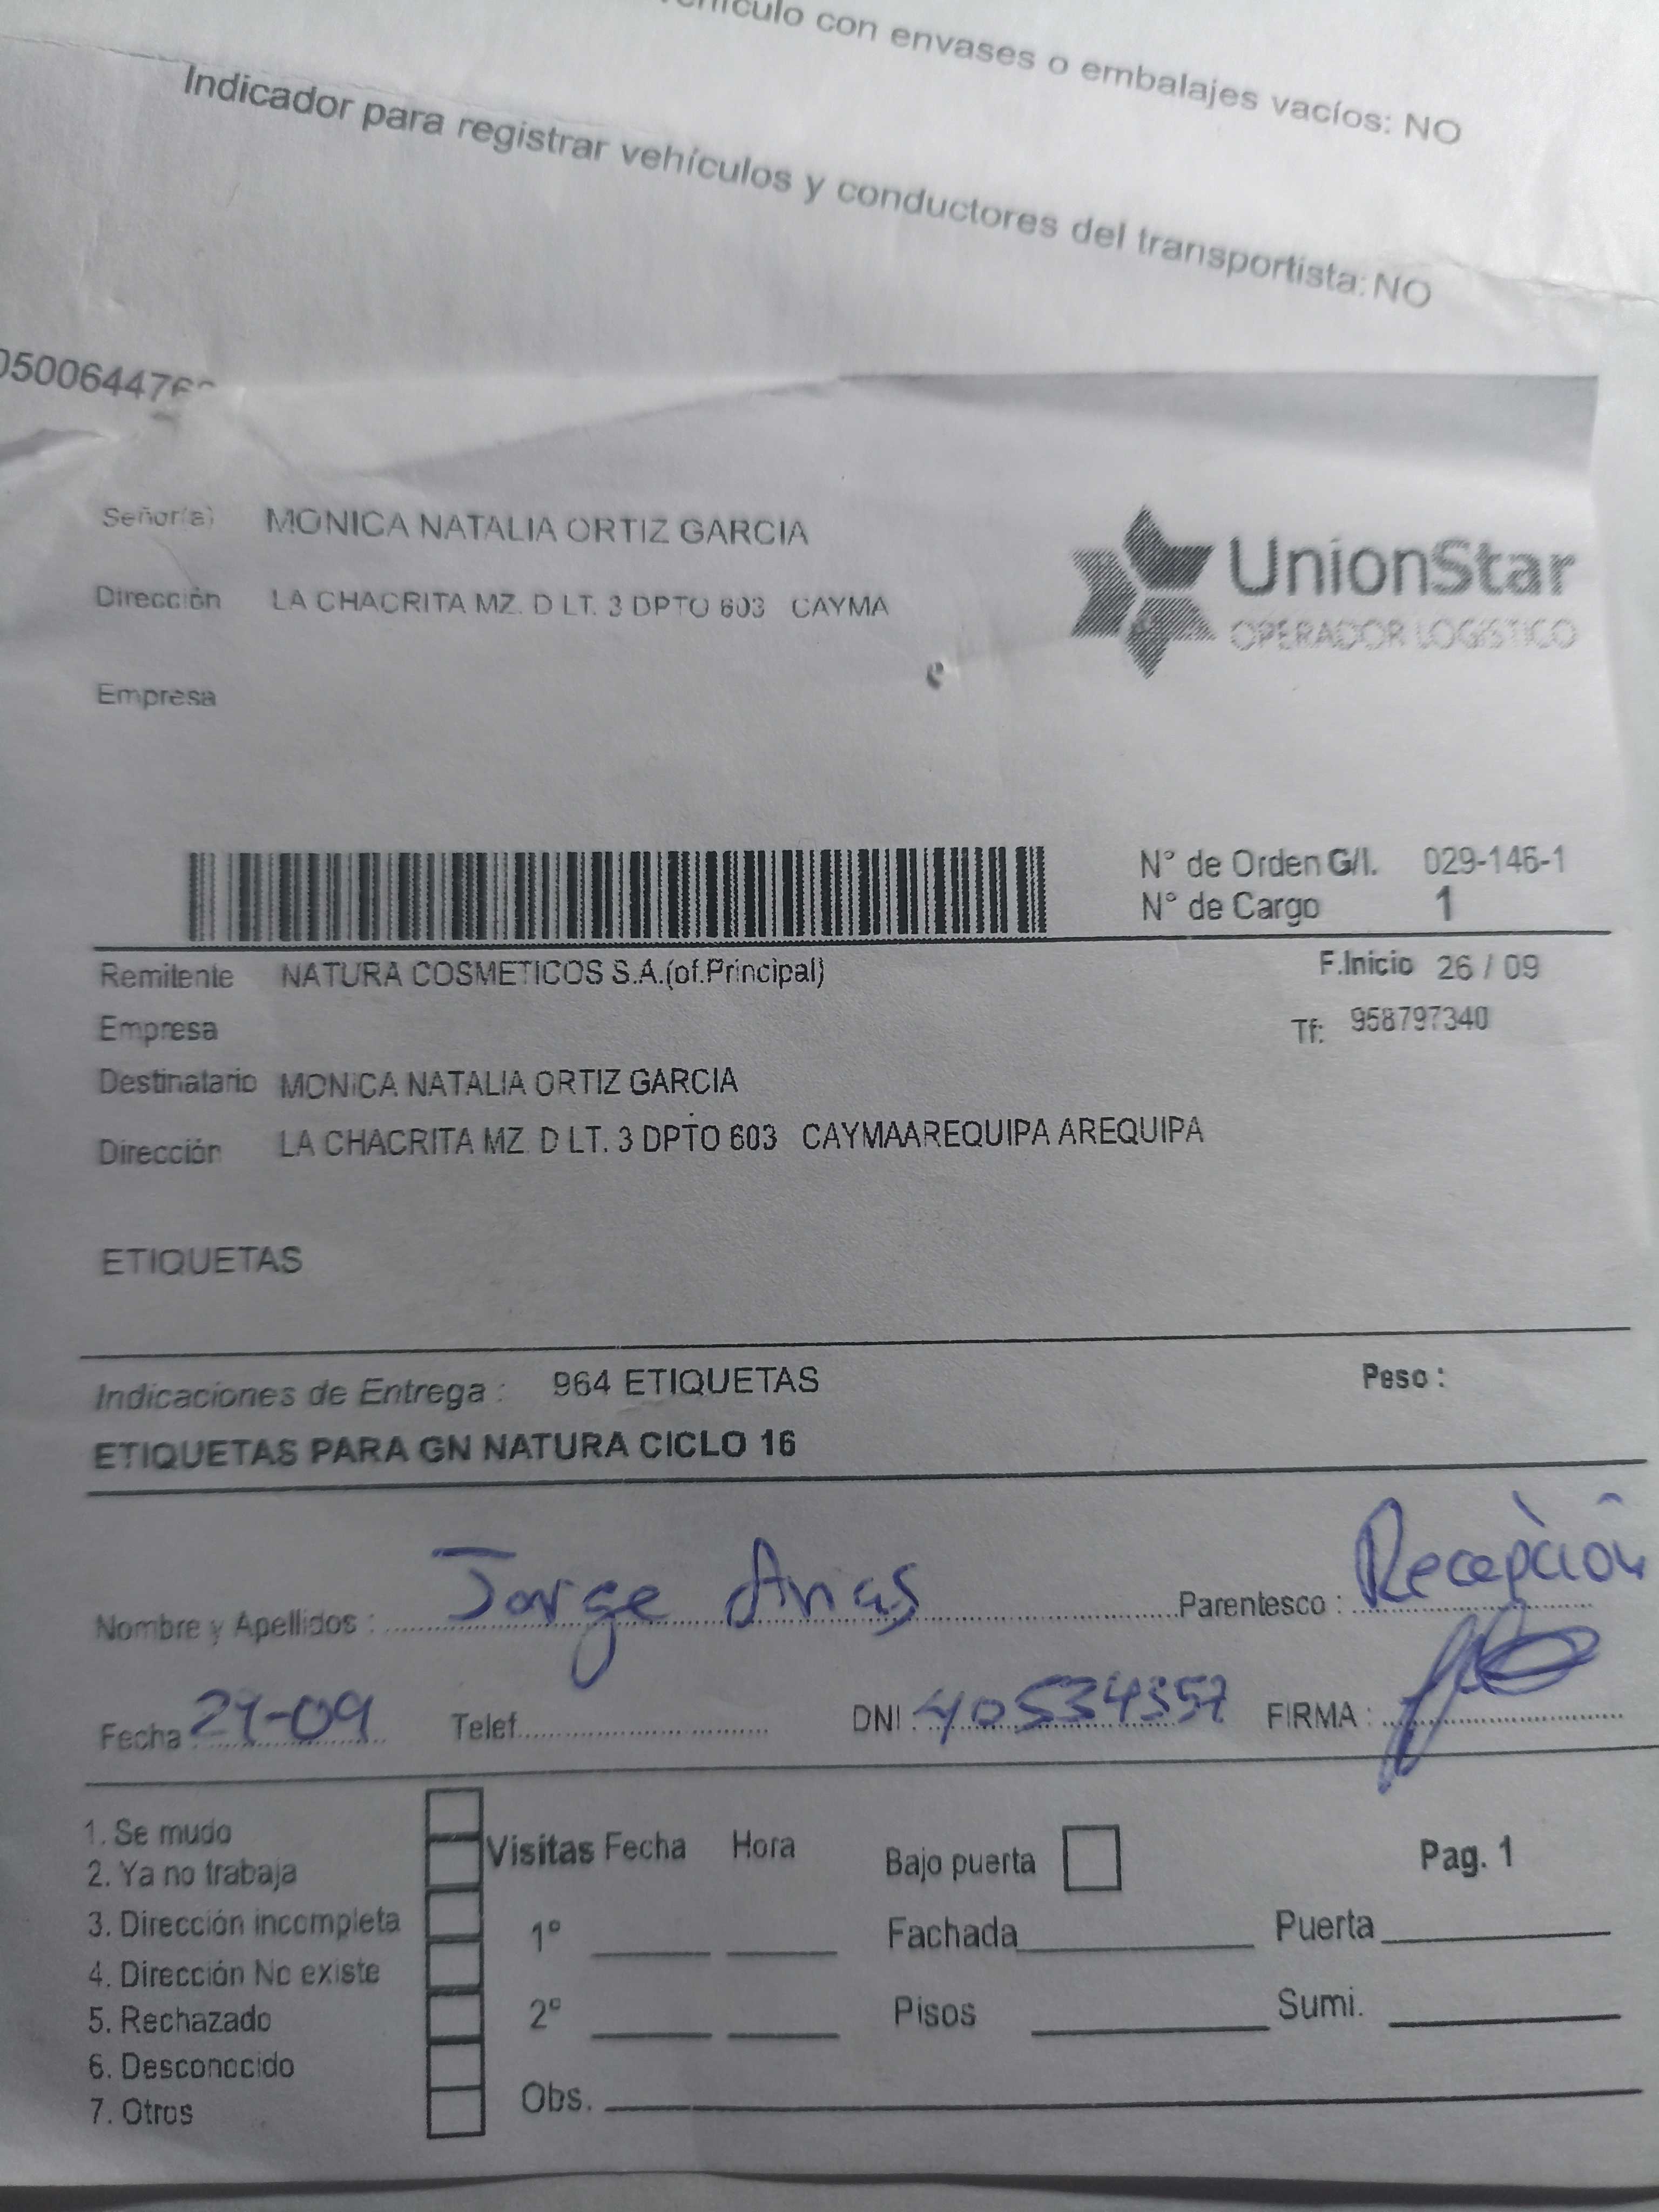 vehículo con envases o embalajes vacíos: NO
Indicador para registrar vehículos y conductores del transportista: NO
Señor(a) MONICA NATALIA ORTIZ GARCIA
Dirección LA CHACRITA MZ. D LT. 3 DPTO 603 CAYMA
UnionStar
OPERADOR LOGÍSTICO
Empresa
N° de Orden G/I. 029-146-1
N° de Cargo 1
Remitente NATURA COSMETICOS S.A.(of.Principal) F.Inicio 26 / 09
Empresa Tf: 958797340
Destinatario MONICA NATALIA ORTIZ GARCIA
Dirección LA CHACRITA MZ. D LT. 3 DPTO 603 CAYMAAREQUIPA AREQUIPA
ETIQUETAS
Indicaciones de Entrega : 964 ETIQUETAS Peso :
ETIQUETAS PARA GN NATURA CICLO 16
Nombre y Apellidos : Jorge Arias Parentesco : Recepción
Fecha 29-09 Telef. DNI : 40534357 FIRMA :
1. Se mudo
2. Ya no trabaja
3. Dirección incompleta
4. Dirección No existe
5. Rechazado
6. Desconocido
7. Otros
Visitas Fecha Hora Bajo puerta Pag. 1
1º Fachada Puerta
2º Pisos Sumi.
Obs.